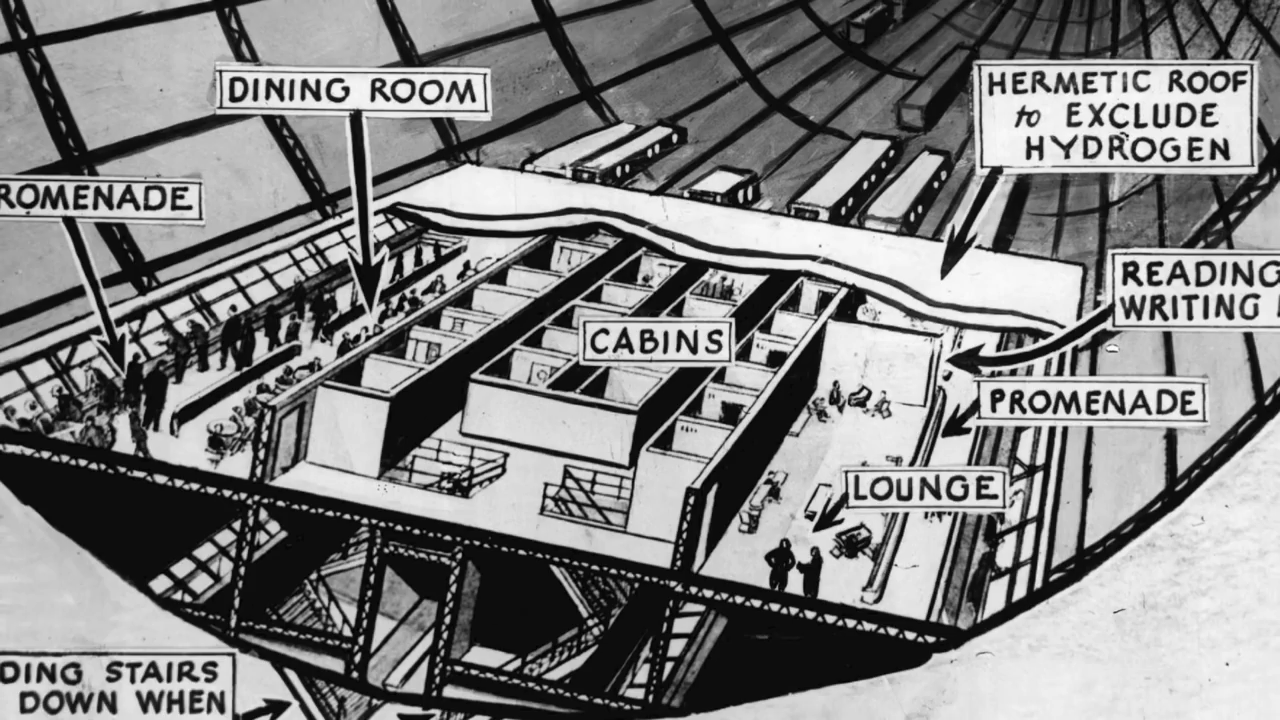 DINING ROOM
HERMETIC ROOF
to EXCLUDE
HYDROGEN
ROMENADE
READING
WRITING
CABINS
PROMENADE
LOUNGE
DING STAIRS
DOWN WHEN